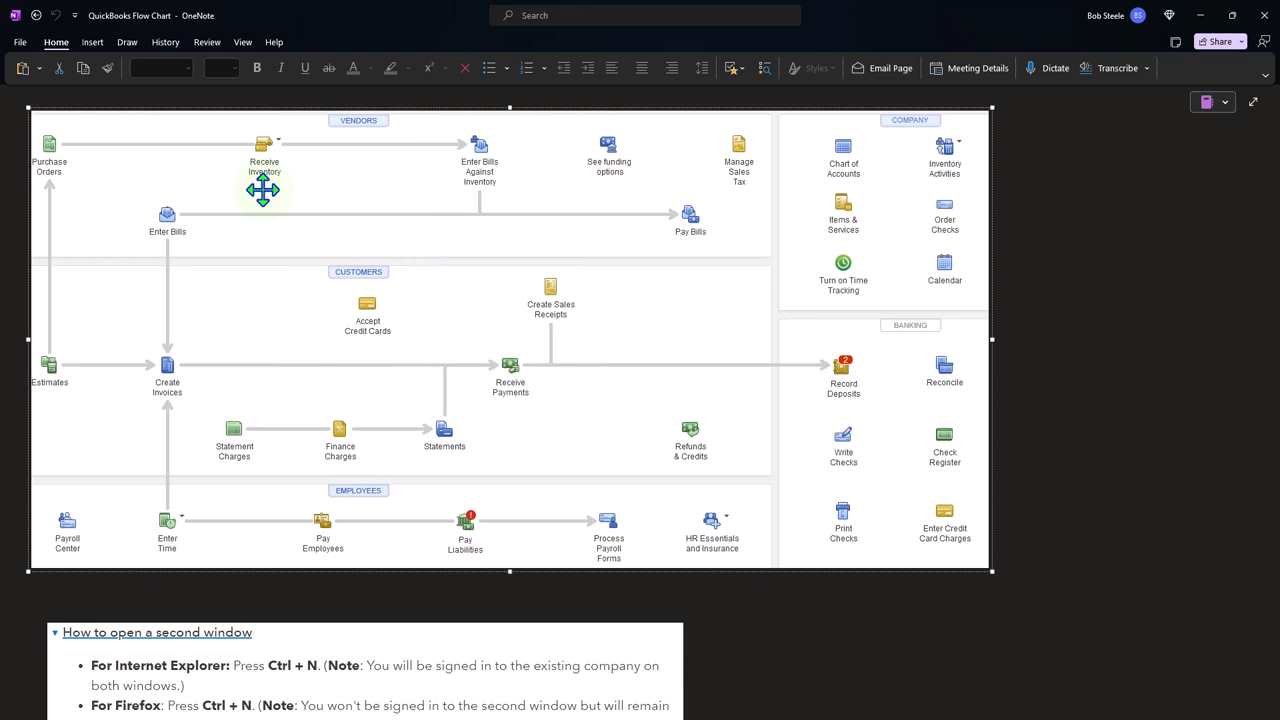 QuickBooks Flow Chart - OneNote
Search
Bob Steele
BS
File Home Insert Draw History Review View Help
Share
B I U ab A
Styles
Email Page
Meeting Details
Dictate
Transcribe
VENDORS
COMPANY
Purchase
Orders
Receive
Inventory
Enter Bills
Against
Inventory
See funding
options
Manage
Sales
Tax
Chart of
Accounts
Inventory
Activities
Enter Bills
Pay Bills
Items &
Services
Order
Checks
Turn on Time
Tracking
Calendar
CUSTOMERS
Accept
Credit Cards
Create Sales
Receipts
BANKING
Estimates
Create
Invoices
Receive
Payments
2
Record
Deposits
Reconcile
Statement
Charges
Finance
Charges
Statements
Refunds
& Credits
Write
Checks
Check
Register
EMPLOYEES
Payroll
Center
Enter
Time
Pay
Employees
Pay
Liabilities
Process
Payroll
Forms
HR Essentials
and Insurance
Print
Checks
Enter Credit
Card Charges
How to open a second window
• For Internet Explorer: Press Ctrl + N. (Note: You will be signed in to the existing company on
both windows.)
• For Firefox: Press Ctrl + N. (Note: You won't be signed in to the second window but will remain